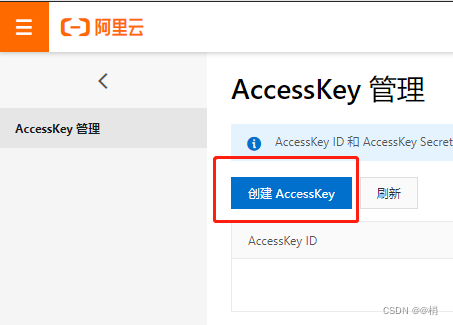 阿里云
AccessKey 管理
AccessKey 管理
AccessKey ID 和 AccessKey Secret
创建 AccessKey
刷新
AccessKey ID
CSDN @@梢